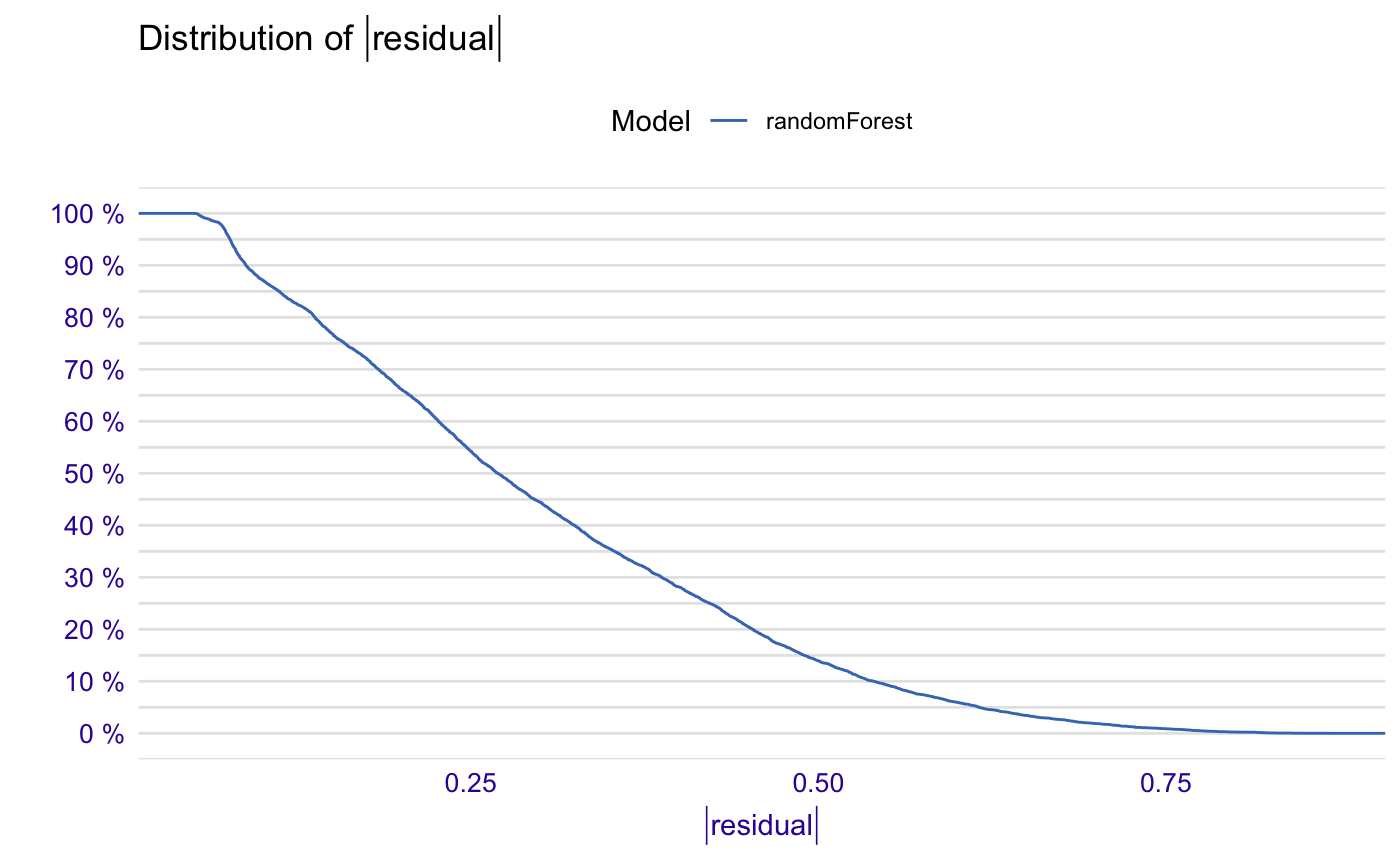 Distribution of |residual|
Model randomForest
100 %
90 %
80 %
70 %
60 %
50 %
40 %
30 %
20 %
10 %
0 %
0.25 0.50 0.75
|residual|